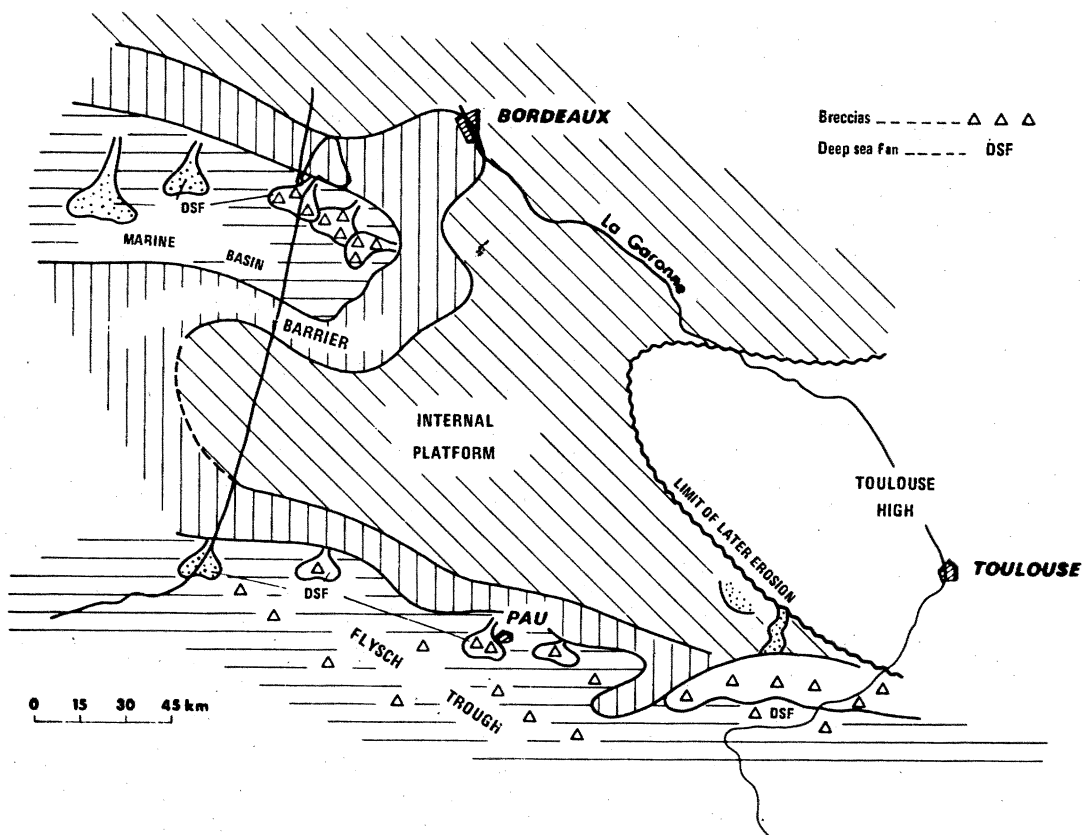 BORDEAUX
Breccias
Deep sea Fan DSF
DSF
MARINE
BASIN
La Garonne
BARRIER
INTERNAL
PLATFORM
LIMIT OF LATER EROSION
TOULOUSE
HIGH
TOULOUSE
DSF
PAU
FLYSCH
TROUGH
0 15 30 45 km
DSF